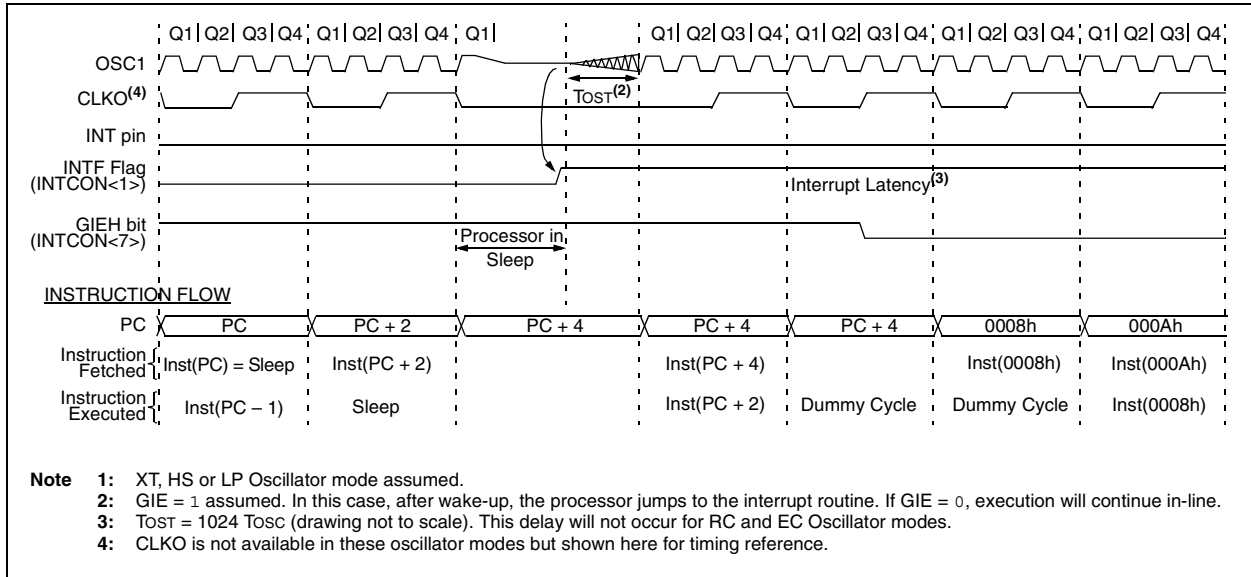 Q1| Q2| Q3| Q4| Q1| Q2| Q3| Q4| Q1| Q1| Q2| Q3| Q4| Q1| Q2| Q3| Q4| Q1| Q2| Q3| Q4| Q1| Q2| Q3| Q4
OSC1
TOST(2)
CLKO(4)
INT pin
INTF Flag
(INTCON<1>)
Interrupt Latency(3)
GIEH bit
(INTCON<7>)
Processor in
Sleep
INSTRUCTION FLOW
PC PC PC + 2 PC + 4 PC + 4 PC + 4 0008h 000Ah
Instruction
Fetched Inst(PC) = Sleep Inst(PC + 2) Inst(PC + 4) Inst(0008h) Inst(000Ah)
Instruction
Executed Inst(PC – 1) Sleep Inst(PC + 2) Dummy Cycle Dummy Cycle Inst(0008h)
Note 1: XT, HS or LP Oscillator mode assumed.
2: GIE = 1 assumed. In this case, after wake-up, the processor jumps to the interrupt routine. If GIE = 0, execution will continue in-line.
3: TOST = 1024 TOSC (drawing not to scale). This delay will not occur for RC and EC Oscillator modes.
4: CLKO is not available in these oscillator modes but shown here for timing reference.